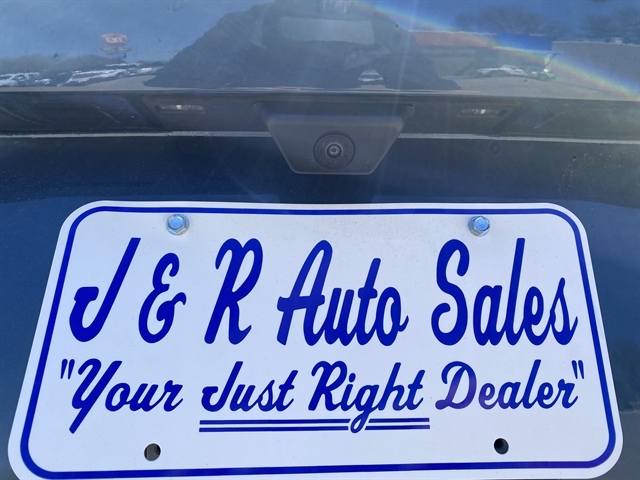 J & R Auto Sales
"Your Just Right Dealer"